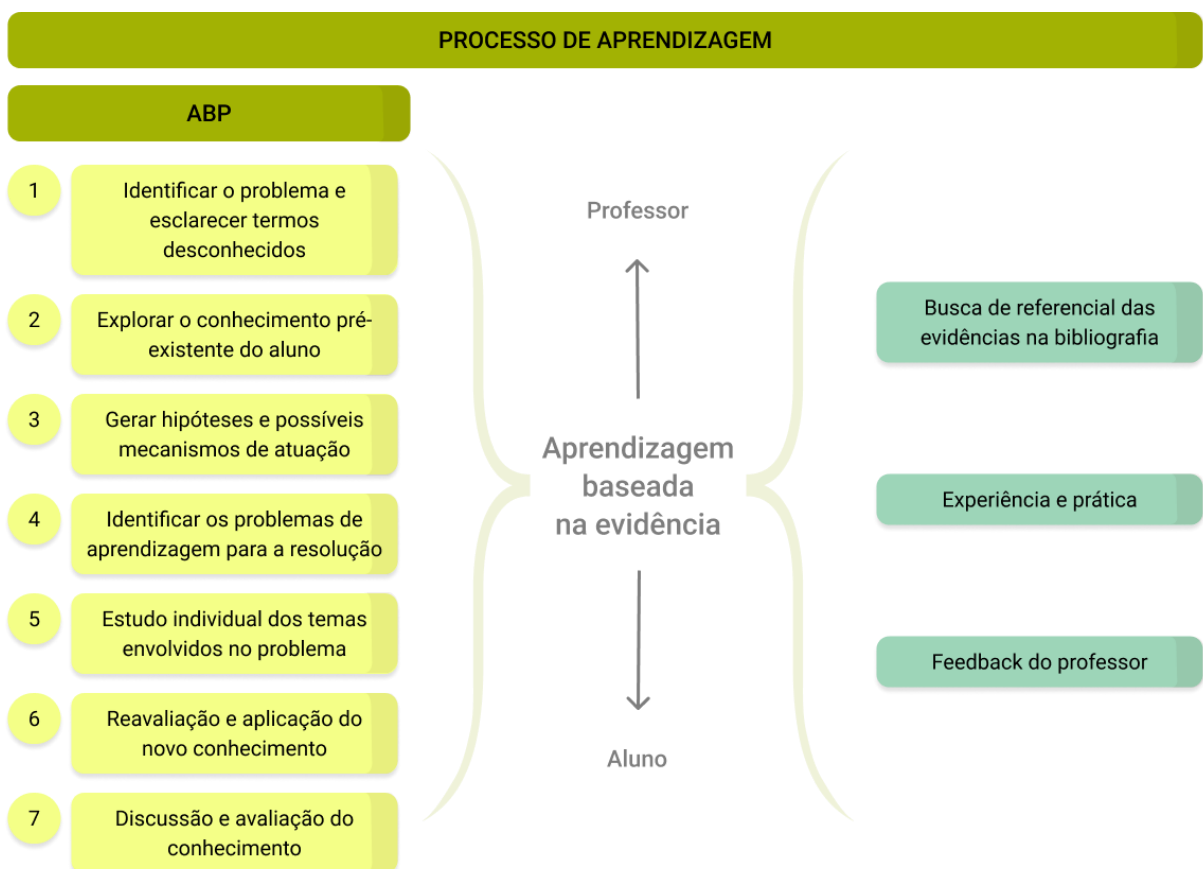 PROCESSO DE APRENDIZAGEM
ABP
1
Identificar o problema e
esclarecer termos
desconhecidos
2
Explorar o conhecimento pré-
existente do aluno
3
Gerar hipóteses e possíveis
mecanismos de atuação
4
Identificar os problemas de
aprendizagem para a resolução
5
Estudo individual dos temas
envolvidos no problema
6
Reavaliação e aplicação do
novo conhecimento
7
Discussão e avaliação do
conhecimento
Professor
Aprendizagem
baseada
na evidência
Aluno
Busca de referencial das
evidências na bibliografia
Experiência e prática
Feedback do professor